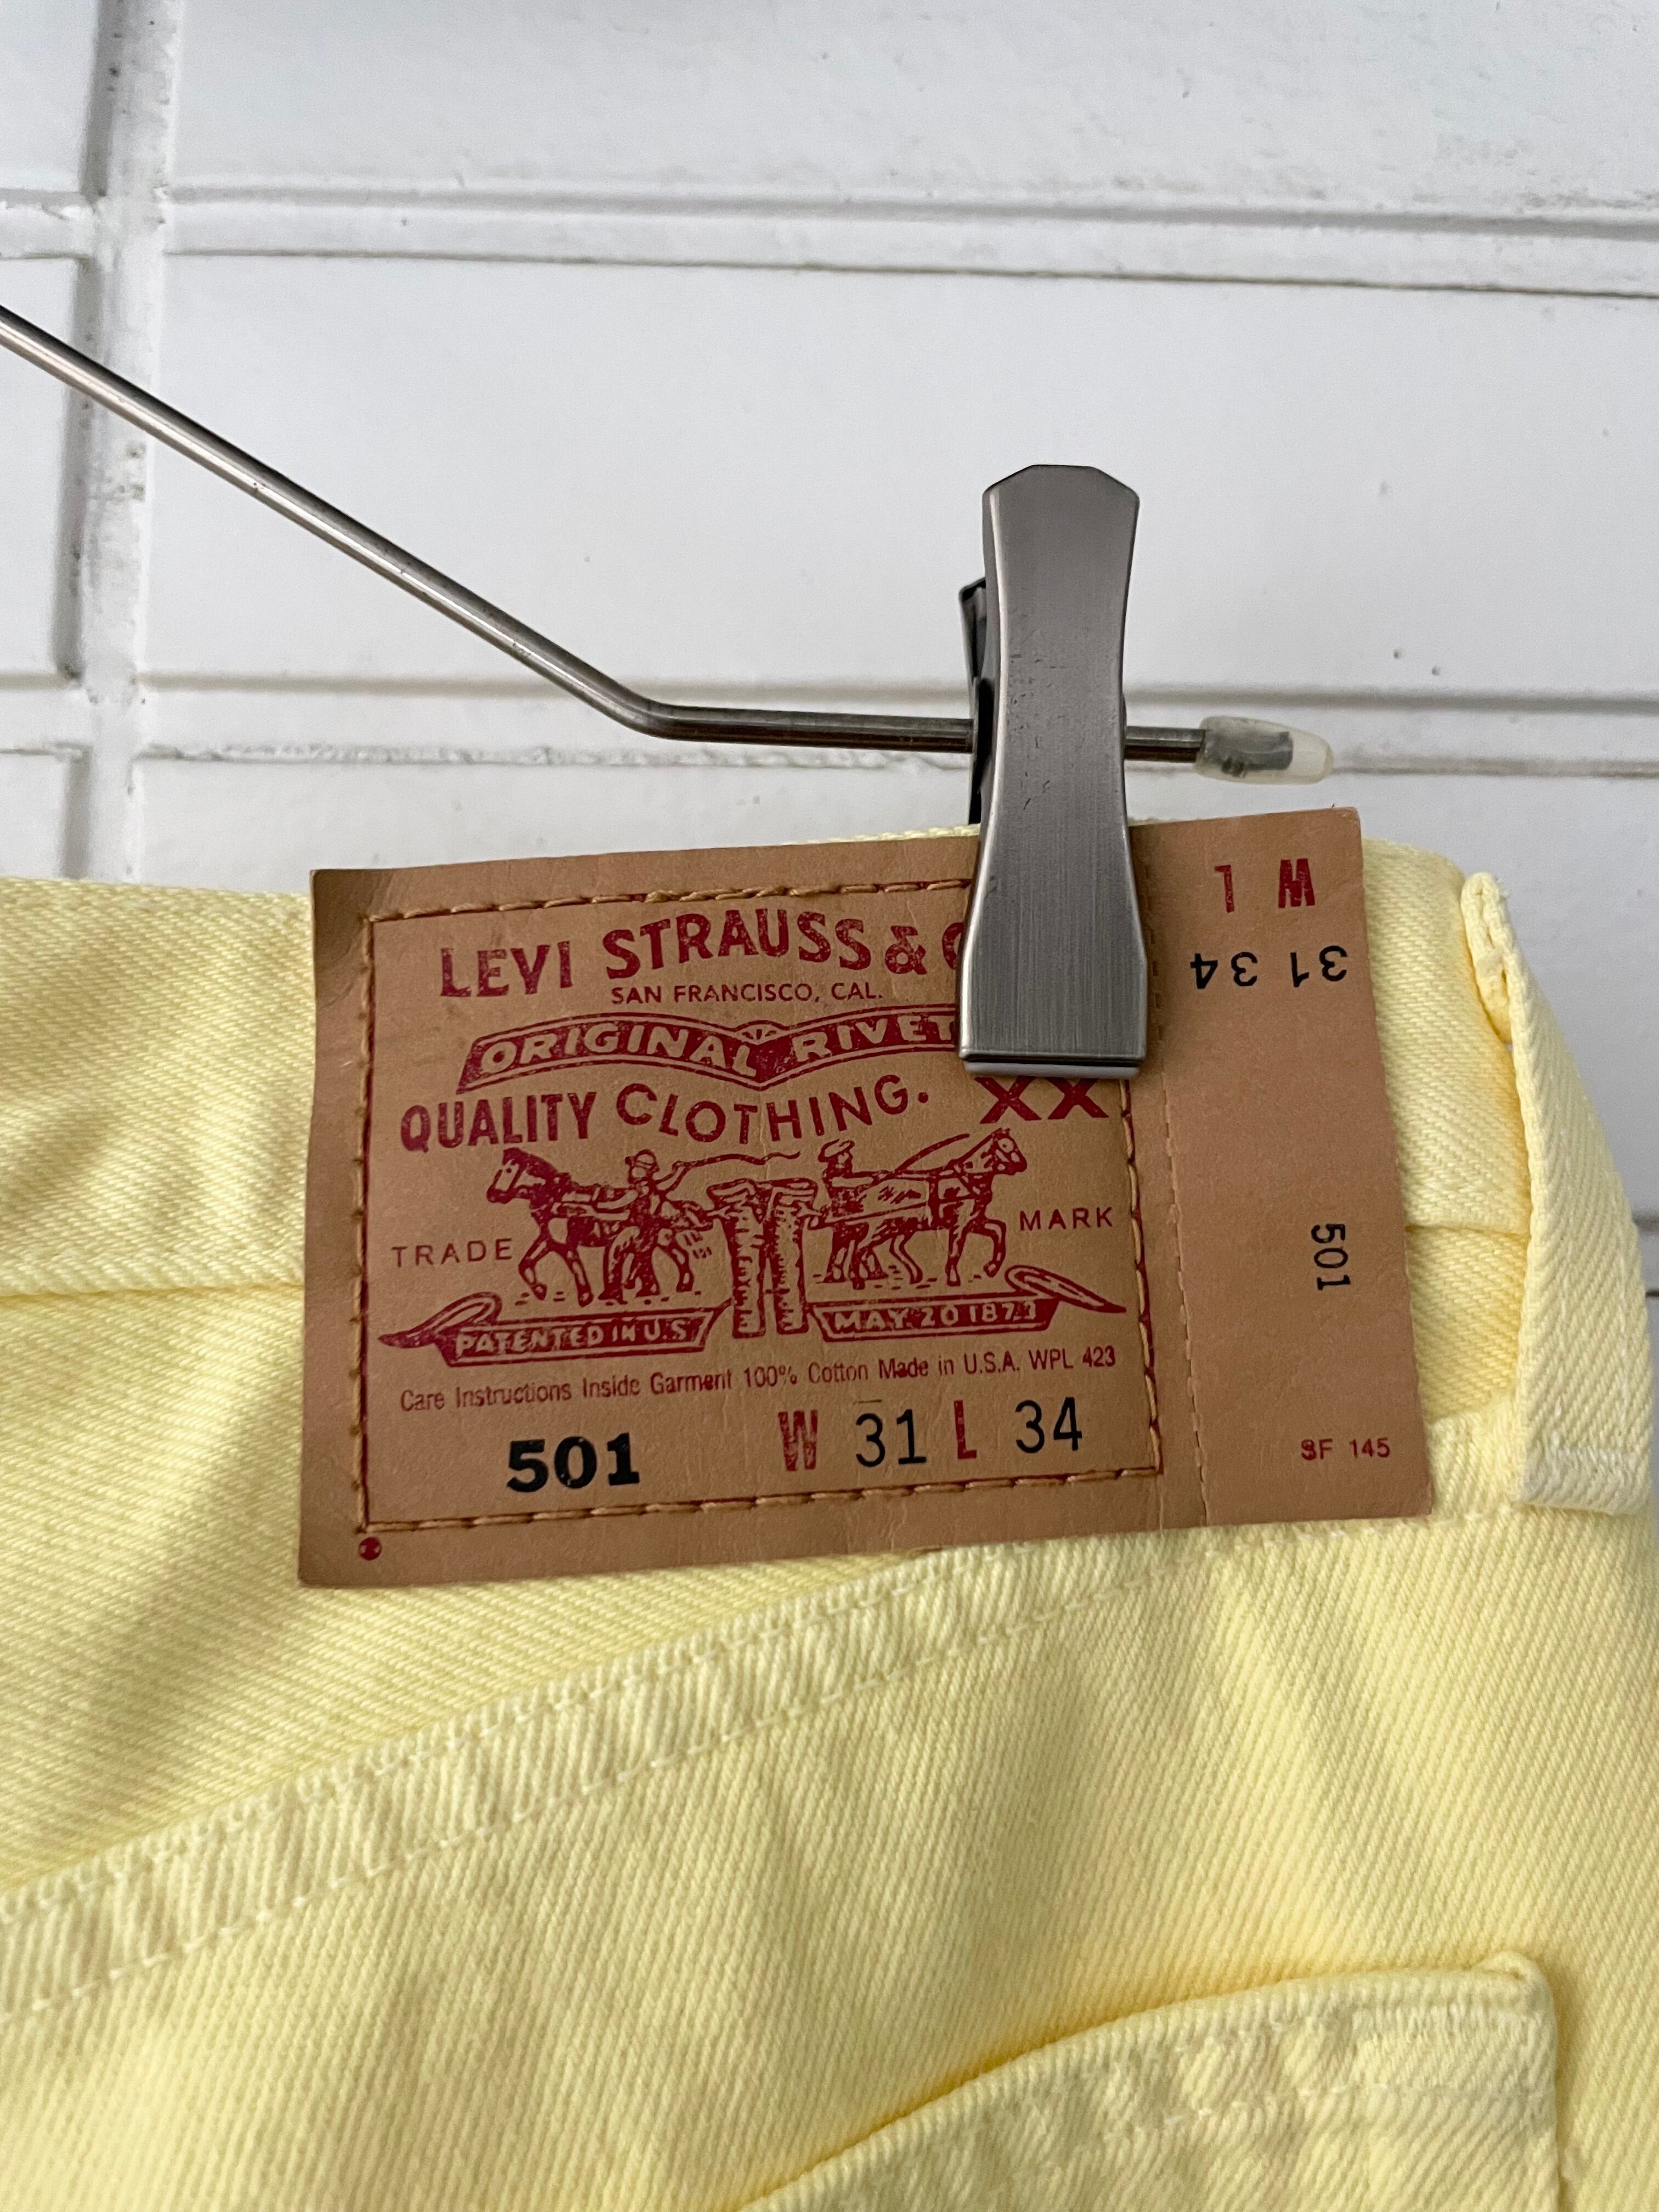 LEVI STRAUSS &
SAN FRANCISCO, CAL.
ORIGINAL RIVET
QUALITY CLOTHING. XX
TRADE MARK
PATENTED IN U.S MAY 20 1873
Care Instructions Inside Garment 100% Cotton Made in U.S.A. WPL 423
501 W 31 L 34
W L
31 34
501
SF 145